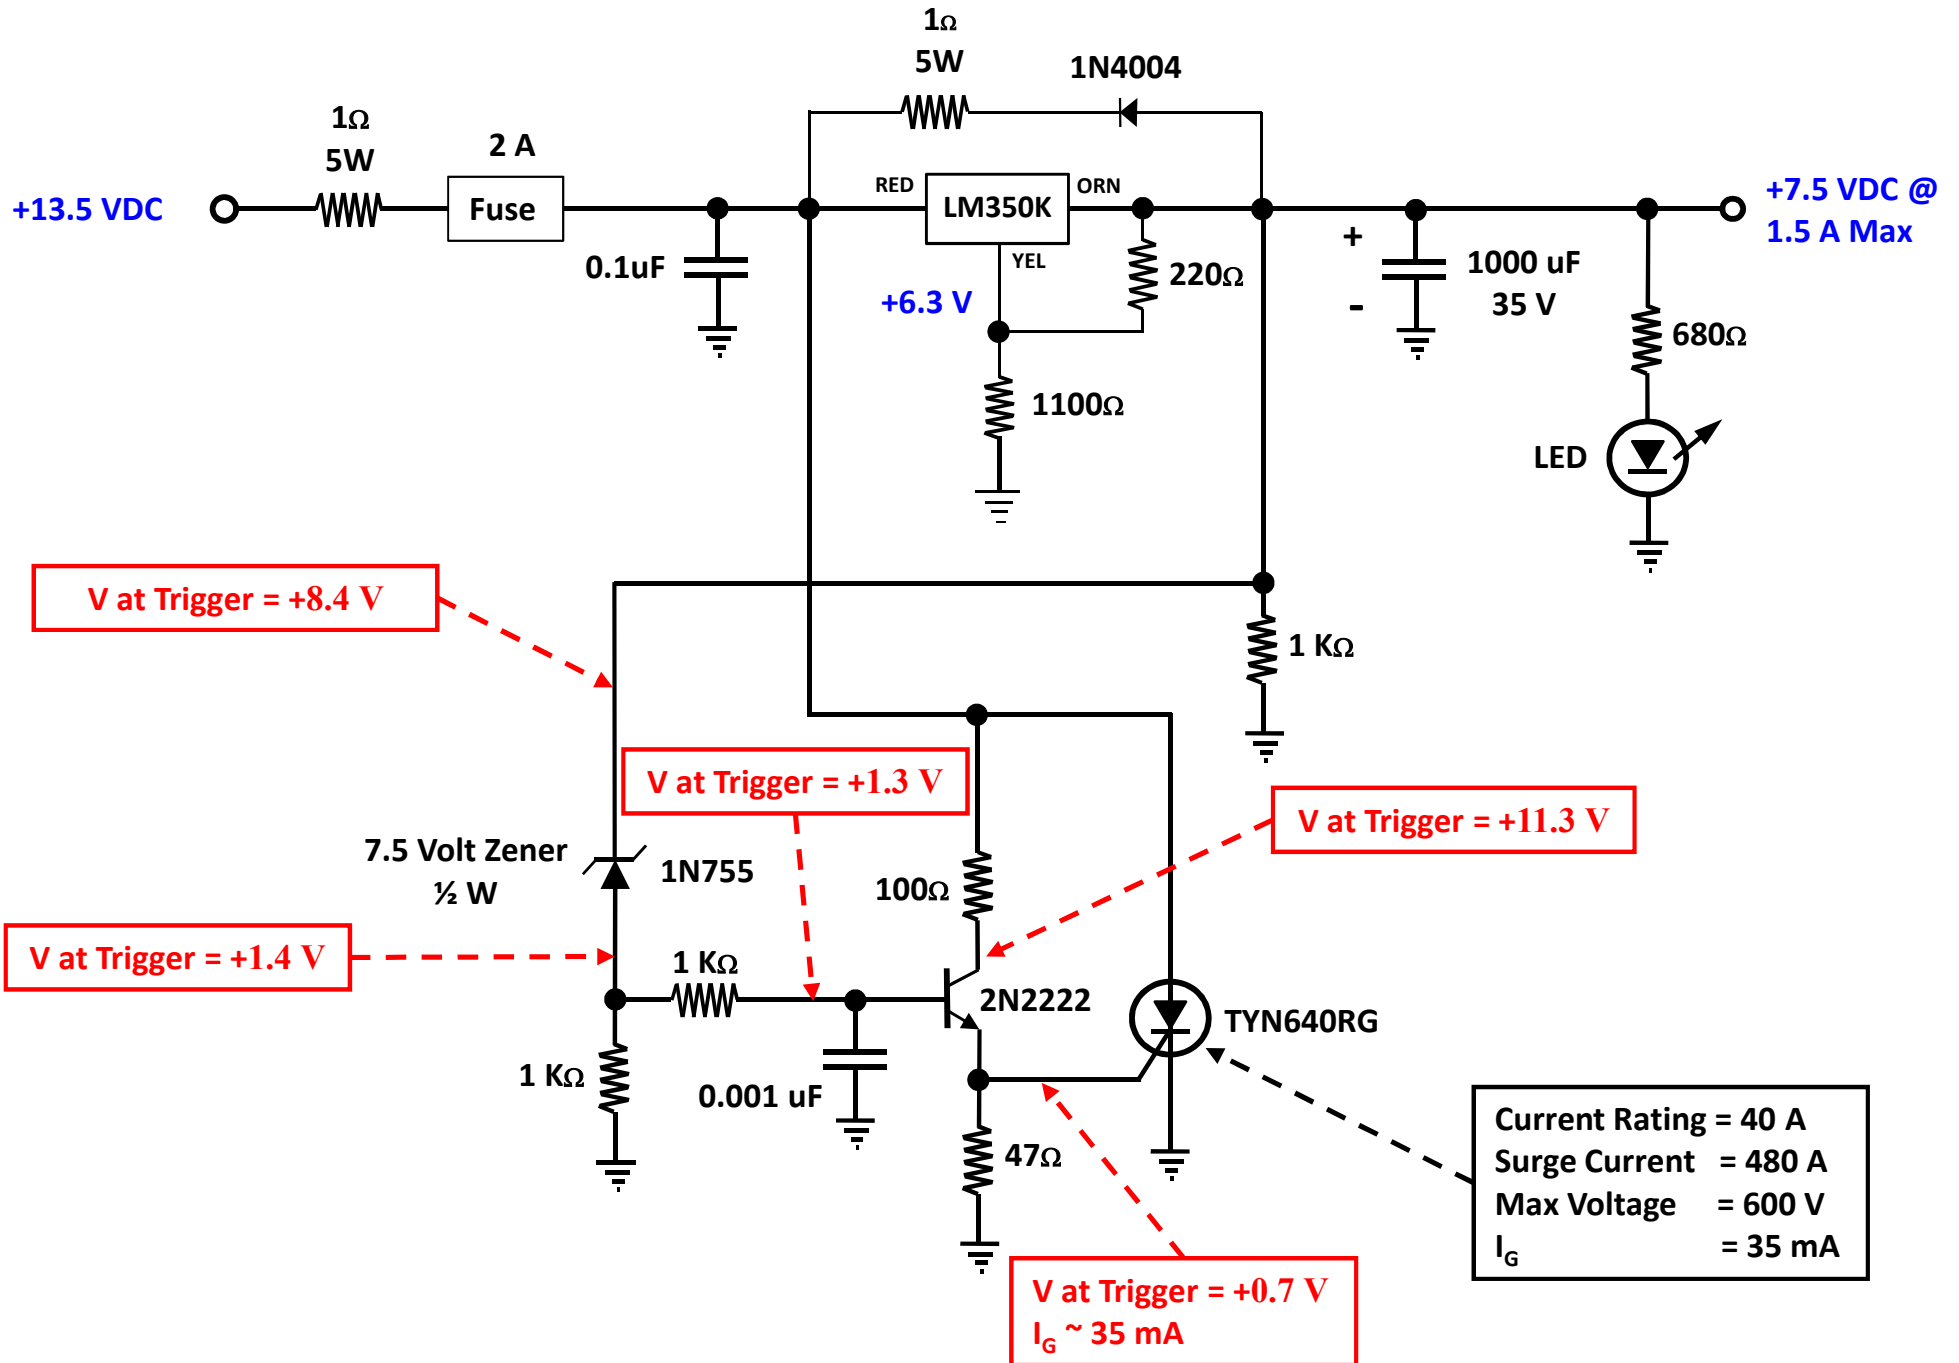 1Ω
5W
1N4004
1Ω
5W
2 A
+13.5 VDC
Fuse
RED
LM350K
ORN
+7.5 VDC @
1.5 A Max
0.1uF
YEL
+6.3 V
220Ω
+
-
1000 uF
35 V
680Ω
1100Ω
LED
V at Trigger = +8.4 V
1 KΩ
V at Trigger = +1.3 V
V at Trigger = +11.3 V
7.5 Volt Zener
½ W
1N755
100Ω
V at Trigger = +1.4 V
1 KΩ
2N2222
TYN640RG
1 KΩ
0.001 uF
47Ω
Current Rating = 40 A
Surge Current = 480 A
Max Voltage = 600 V
IG = 35 mA
V at Trigger = +0.7 V
IG ~ 35 mA